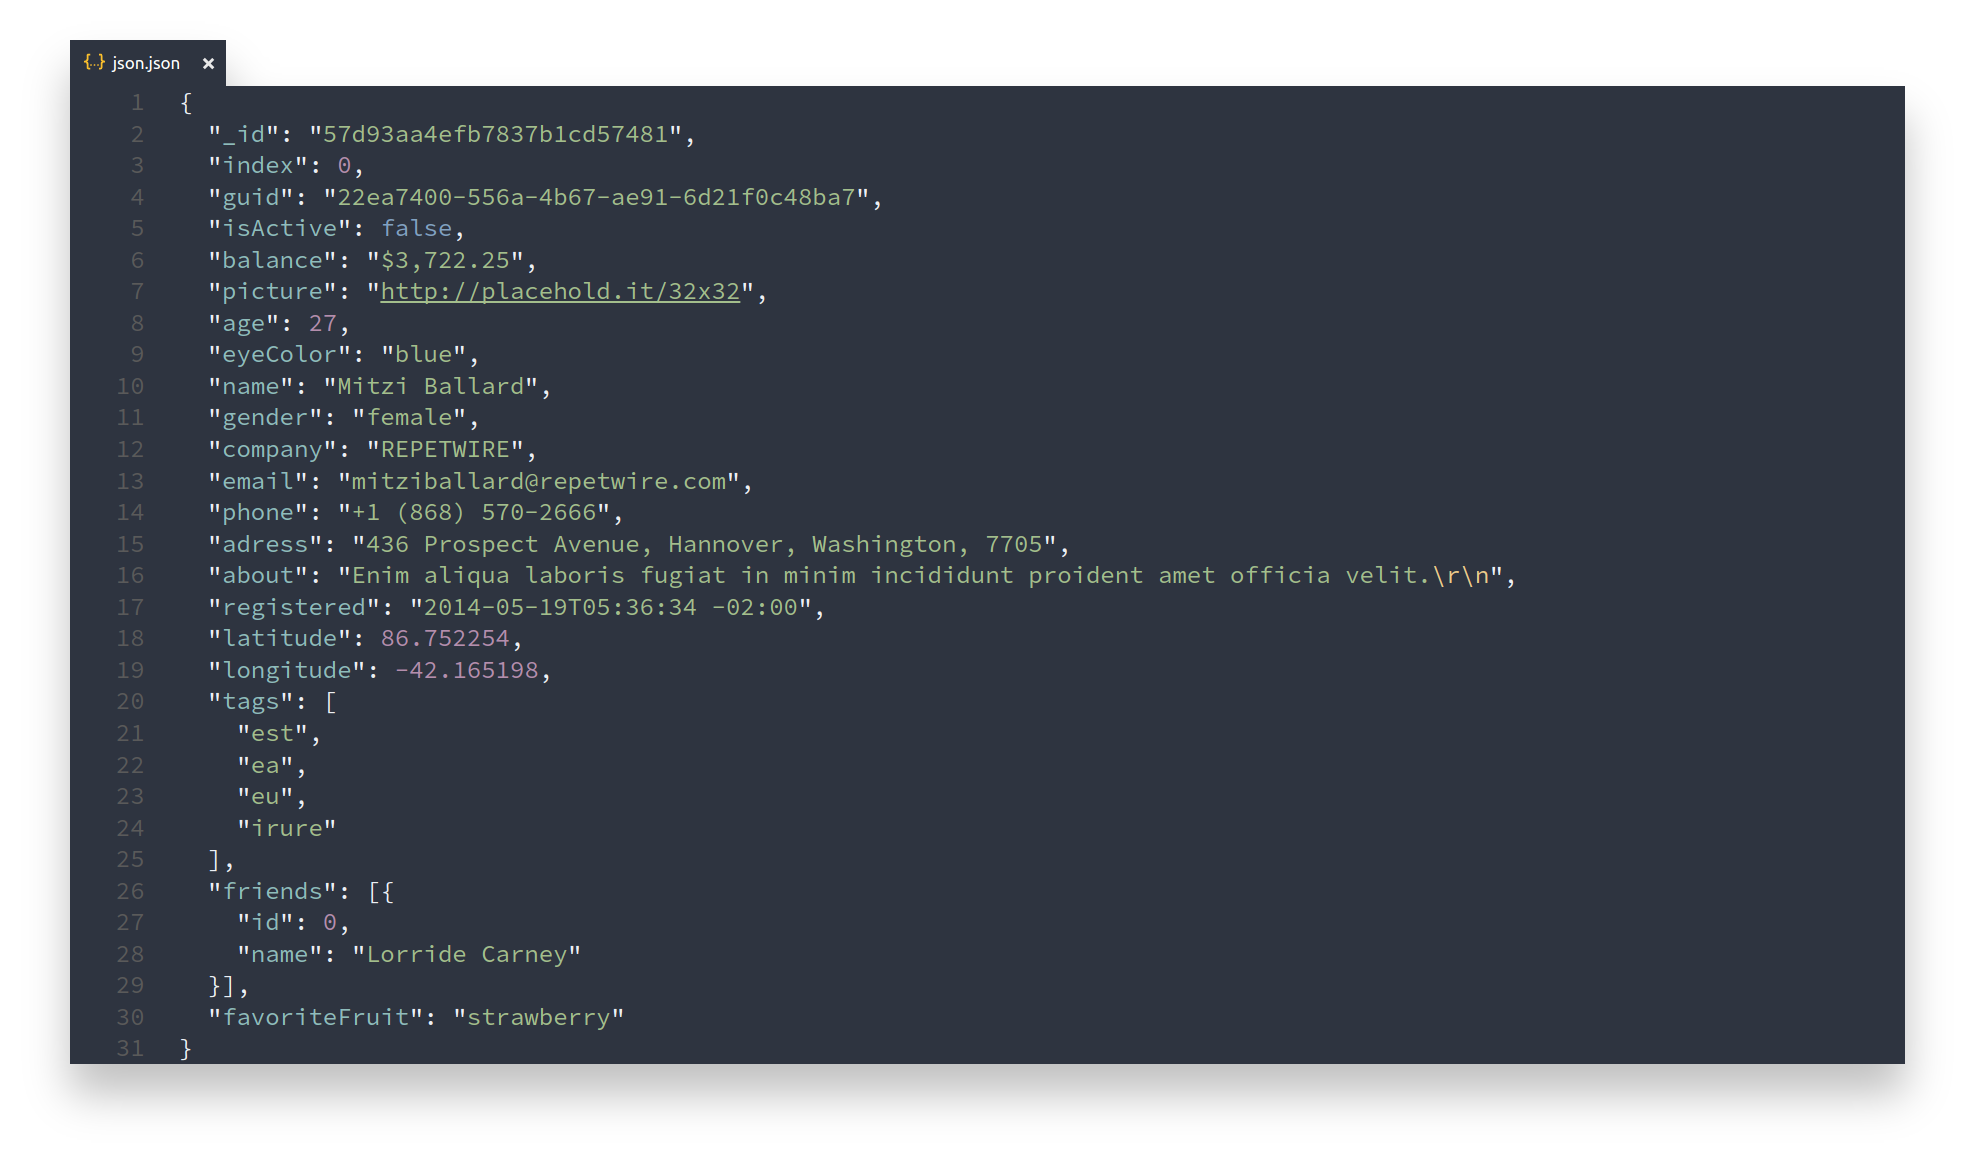 {..} json.json ×
1 {
2 "_id": "57d93aa4efb7837b1cd57481",
3 "index": 0,
4 "guid": "22ea7400-556a-4b67-ae91-6d21f0c48ba7",
5 "isActive": false,
6 "balance": "$3,722.25",
7 "picture": "http://placehold.it/32x32",
8 "age": 27,
9 "eyeColor": "blue",
10 "name": "Mitzi Ballard",
11 "gender": "female",
12 "company": "REPETWIRE",
13 "email": "mitziballard@repetwire.com",
14 "phone": "+1 (868) 570-2666",
15 "adress": "436 Prospect Avenue, Hannover, Washington, 7705",
16 "about": "Enim aliqua laboris fugiat in minim incididunt proident amet officia velit.\r\n",
17 "registered": "2014-05-19T05:36:34 -02:00",
18 "latitude": 86.752254,
19 "longitude": -42.165198,
20 "tags": [
21 "est",
22 "ea",
23 "eu",
24 "irure"
25 ],
26 "friends": [{
27 "id": 0,
28 "name": "Lorride Carney"
29 }],
30 "favoriteFruit": "strawberry"
31 }